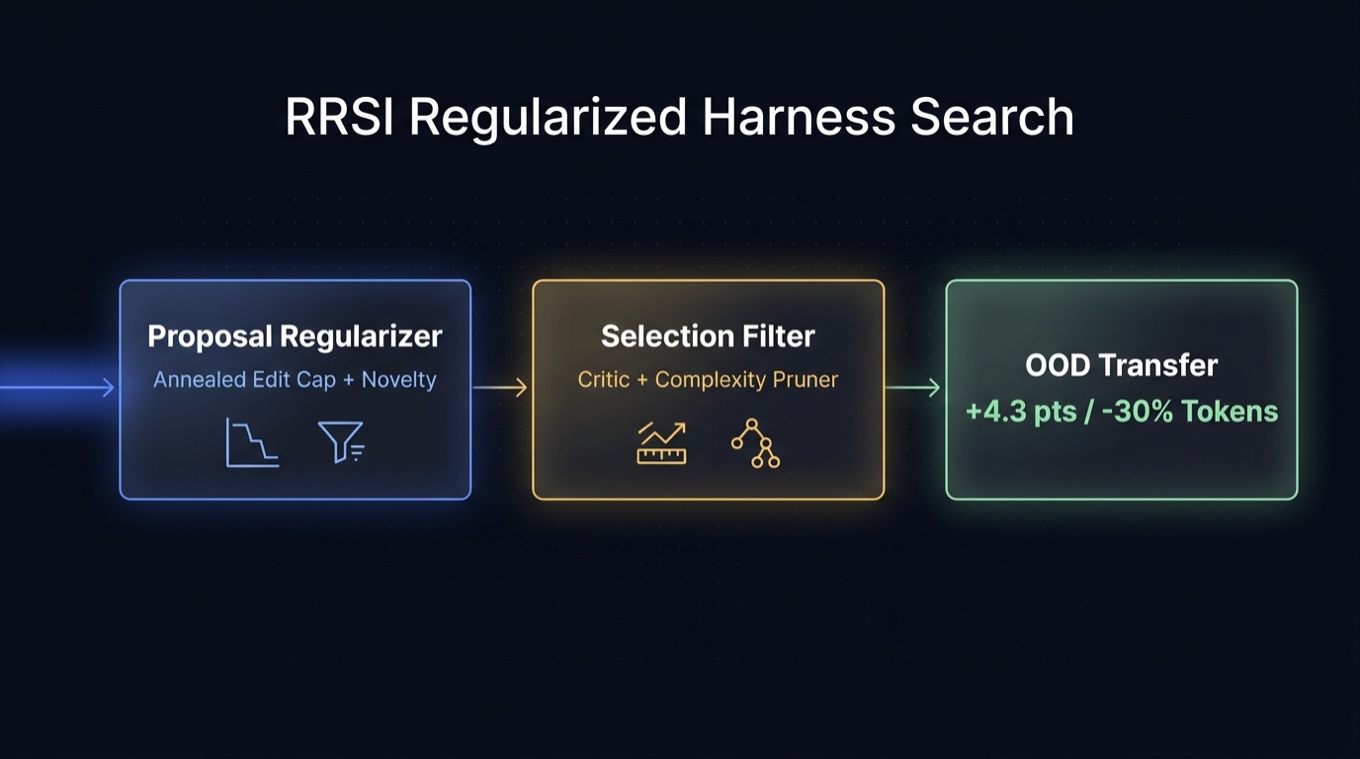 RRSI Regularized Harness Search
Proposal Regularizer
Annealed Edit Cap + Novelty
Selection Filter
Critic + Complexity Pruner
OOD Transfer
+4.3 pts / -30% Tokens